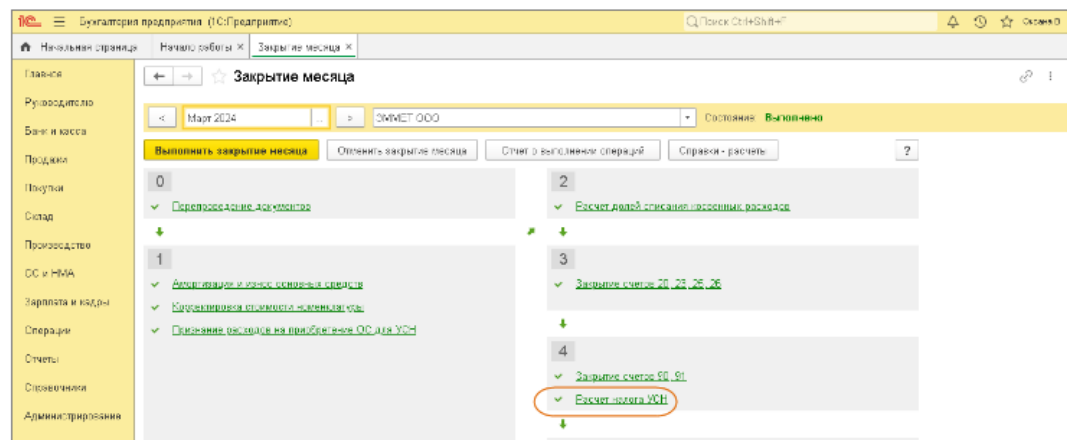 1С Бухгалтерия предприятия (1С:Предприятие) Поиск Ctrl+Shift+F Оксана В
Начальная страница Начало работы × Закрытие месяца ×
Главное
Руководителю
Банк и касса
Продажи
Покупки
Склад
Производство
ОС и НМА
Зарплата и кадры
Операции
Отчеты
Справочники
Администрирование
Закрытие месяца
< Март 2024 ... > ЭММЕТ ООО Состояние: Выполнено
Выполнить закрытие месяца Отменить закрытие месяца Отчет о выполнении операций Справки - расчеты ?
0
Перепроведение документов
1
Амортизация и износ основных средств
Корректировка стоимости номенклатуры
Признание расходов на приобретение ОС для УСН
2
Расчет долей списания косвенных расходов
3
Закрытие счетов 20, 23, 25, 26
4
Закрытие счетов 90, 91
Расчет налога УСН